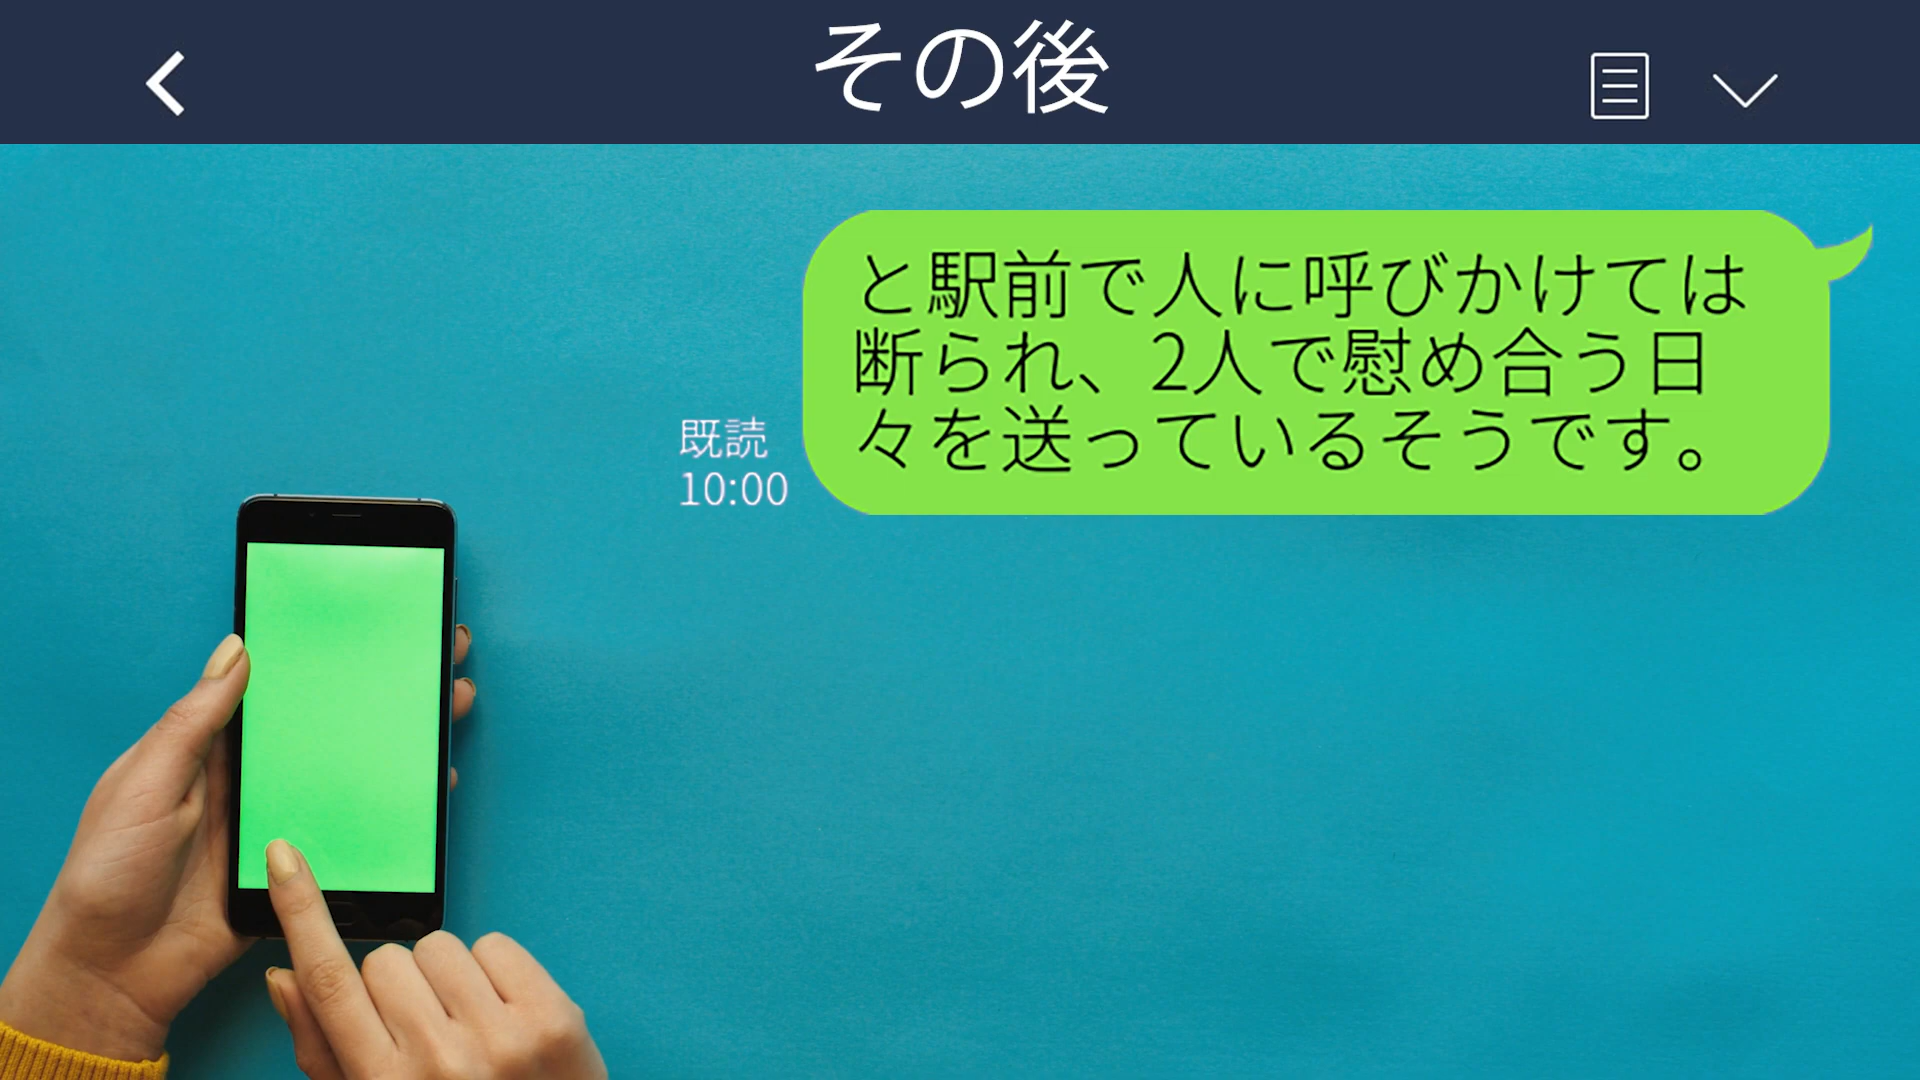 その後
と駅前で人に呼びかけては
断られ、2人で慰め合う日
々を送っているそうです。
既読
10:00